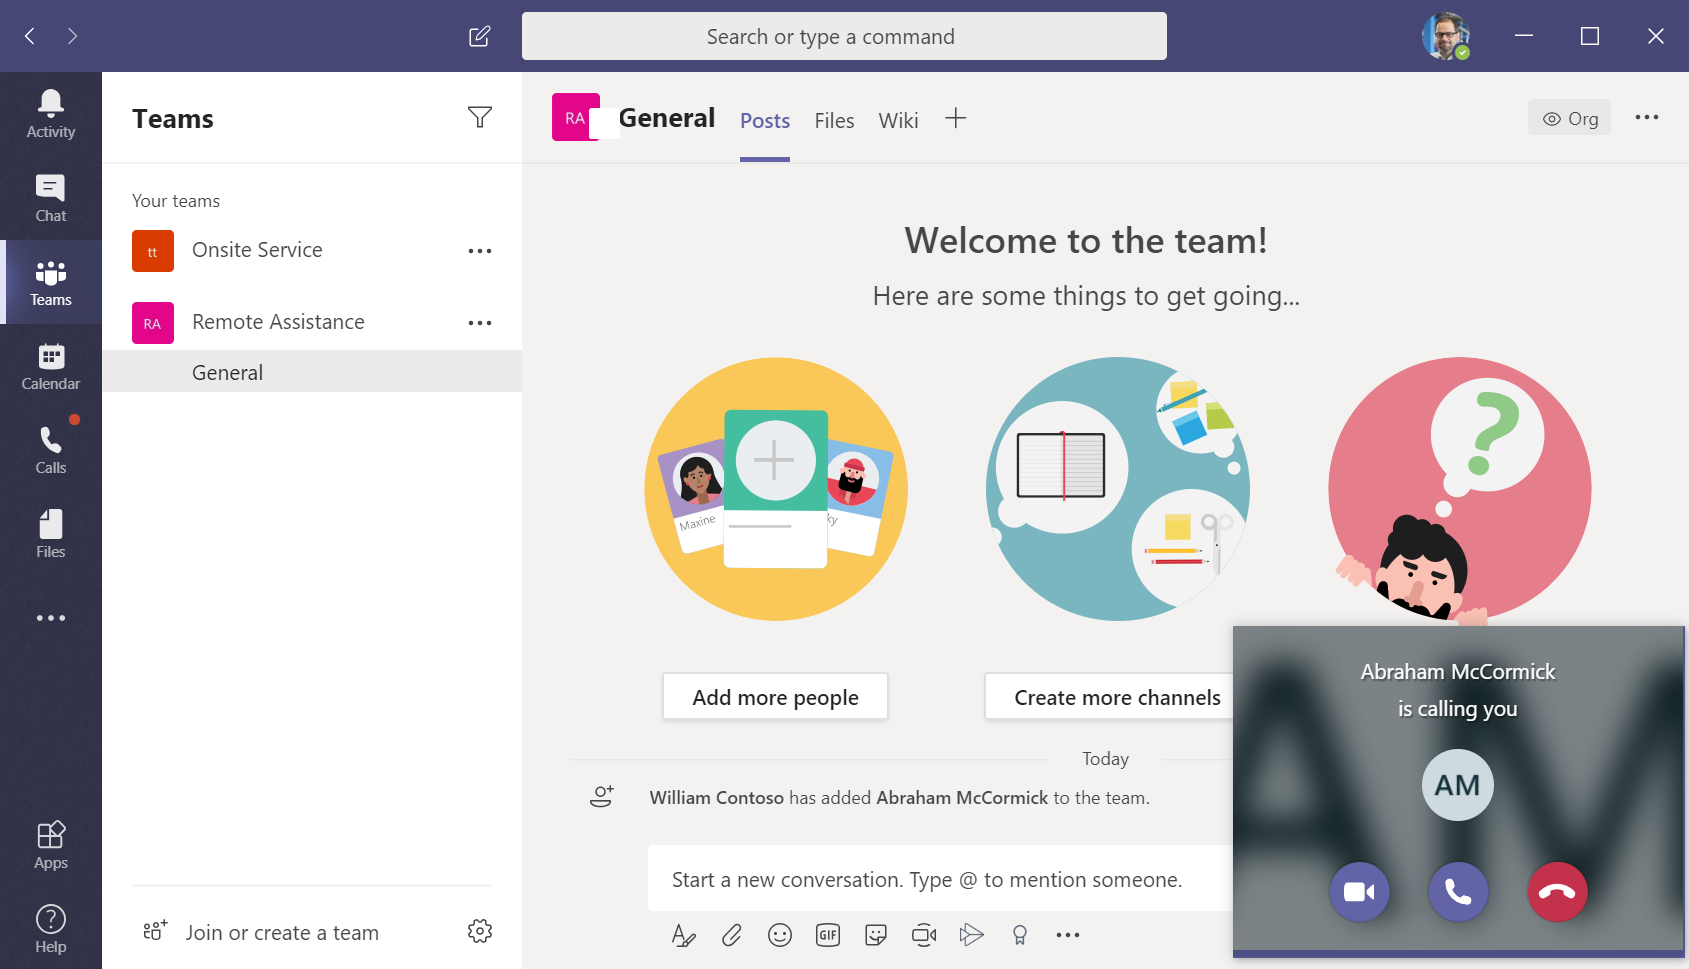 Search or type a command
Activity
Chat
Teams
Calendar
Calls
Files
Apps
Help
Teams
Your teams
tt
Onsite Service
RA
Remote Assistance
General
Join or create a team
RA
General
Posts
Files
Wiki
Org
Welcome to the team!
Here are some things to get going...
Maxine
ky
Add more people
Create more channels
Today
William Contoso has added Abraham McCormick to the team.
Start a new conversation. Type @ to mention someone.
GIF
Abraham McCormick
is calling you
AM
AM